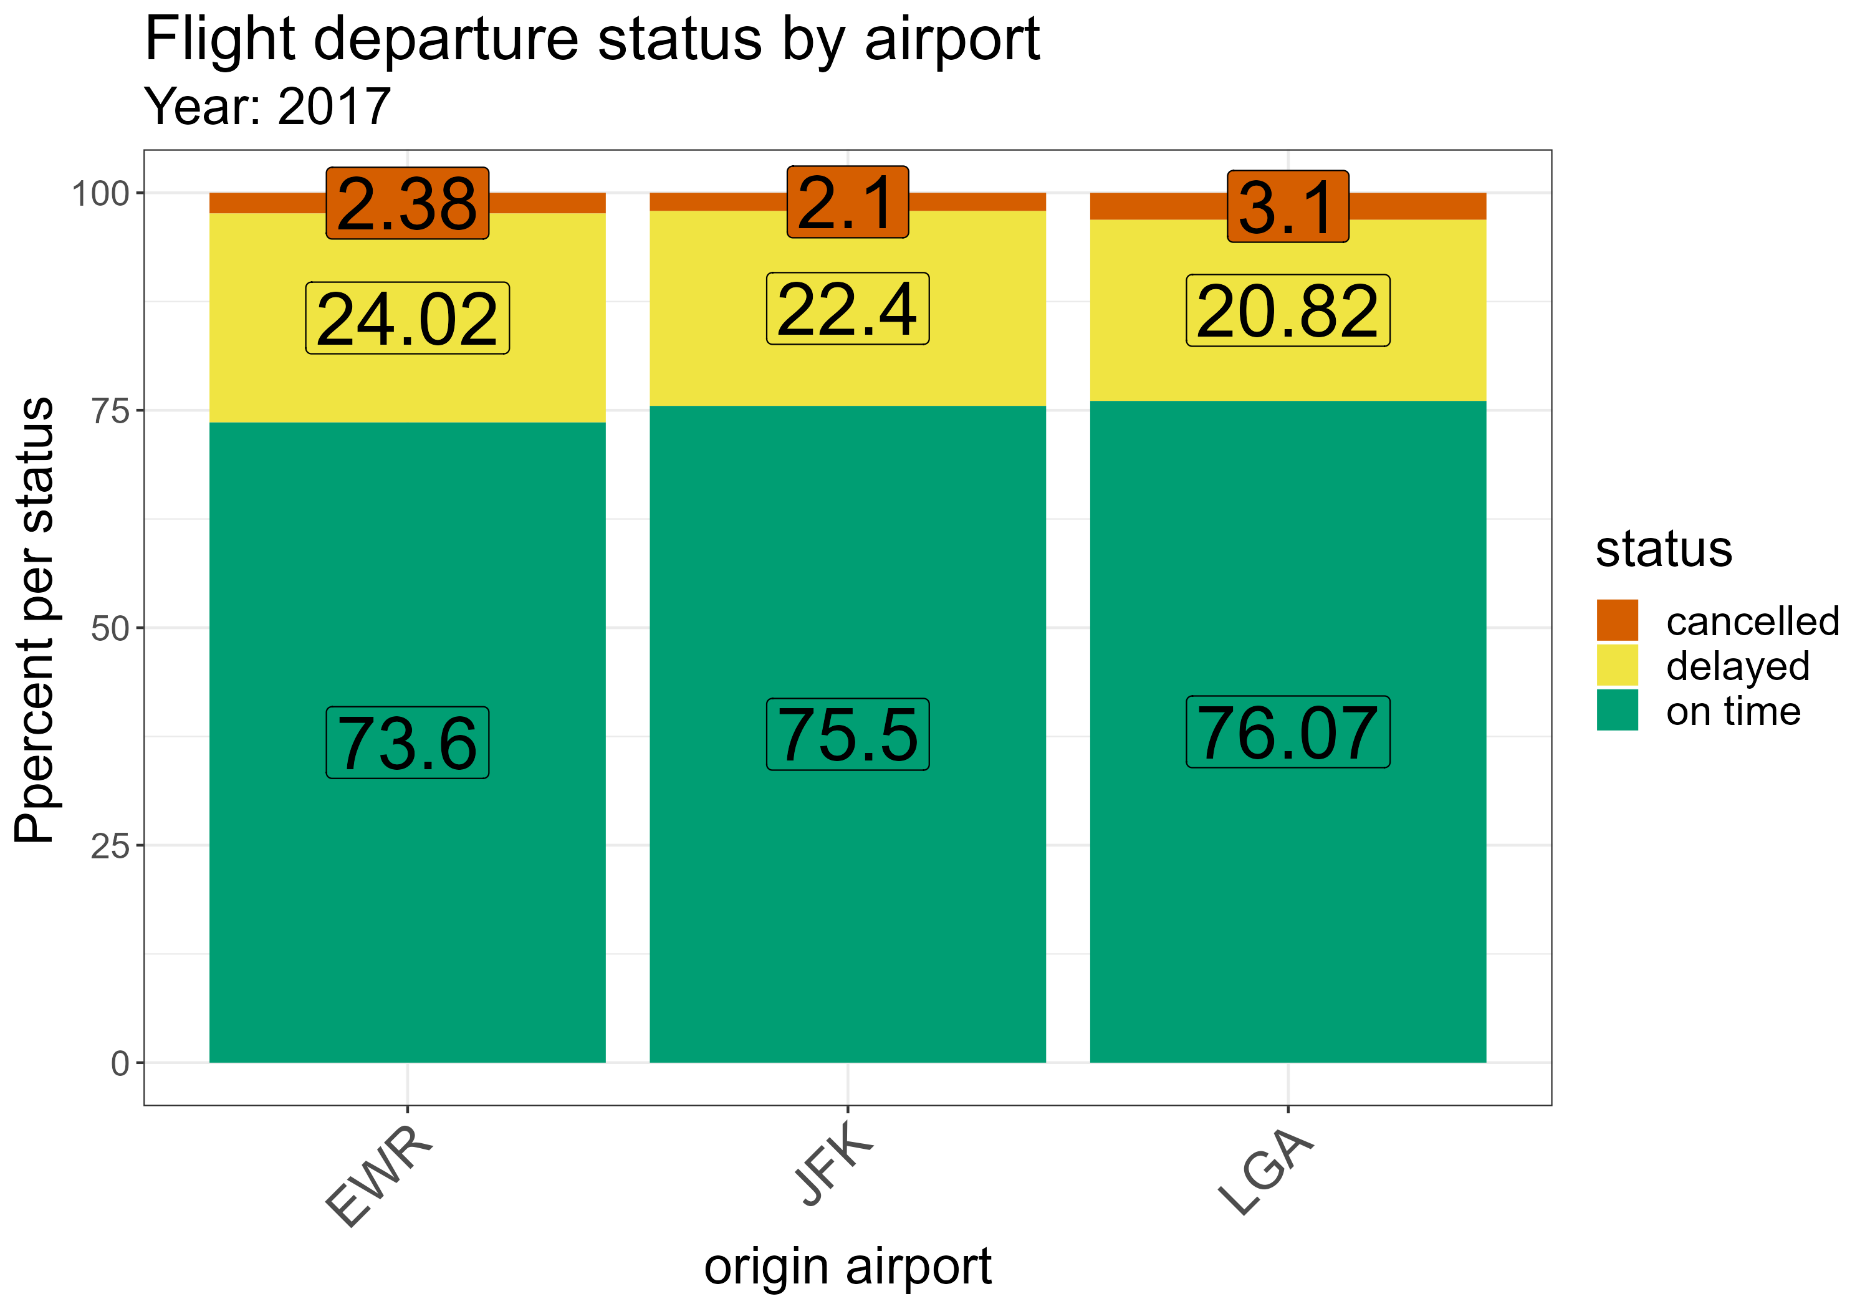 Flight departure status by airport
Year: 2017
Ppercent per status
100
75
50
25
0
2.38
2.1
3.1
24.02
22.4
20.82
73.6
75.5
76.07
EWR
JFK
LGA
origin airport
status
cancelled
delayed
on time